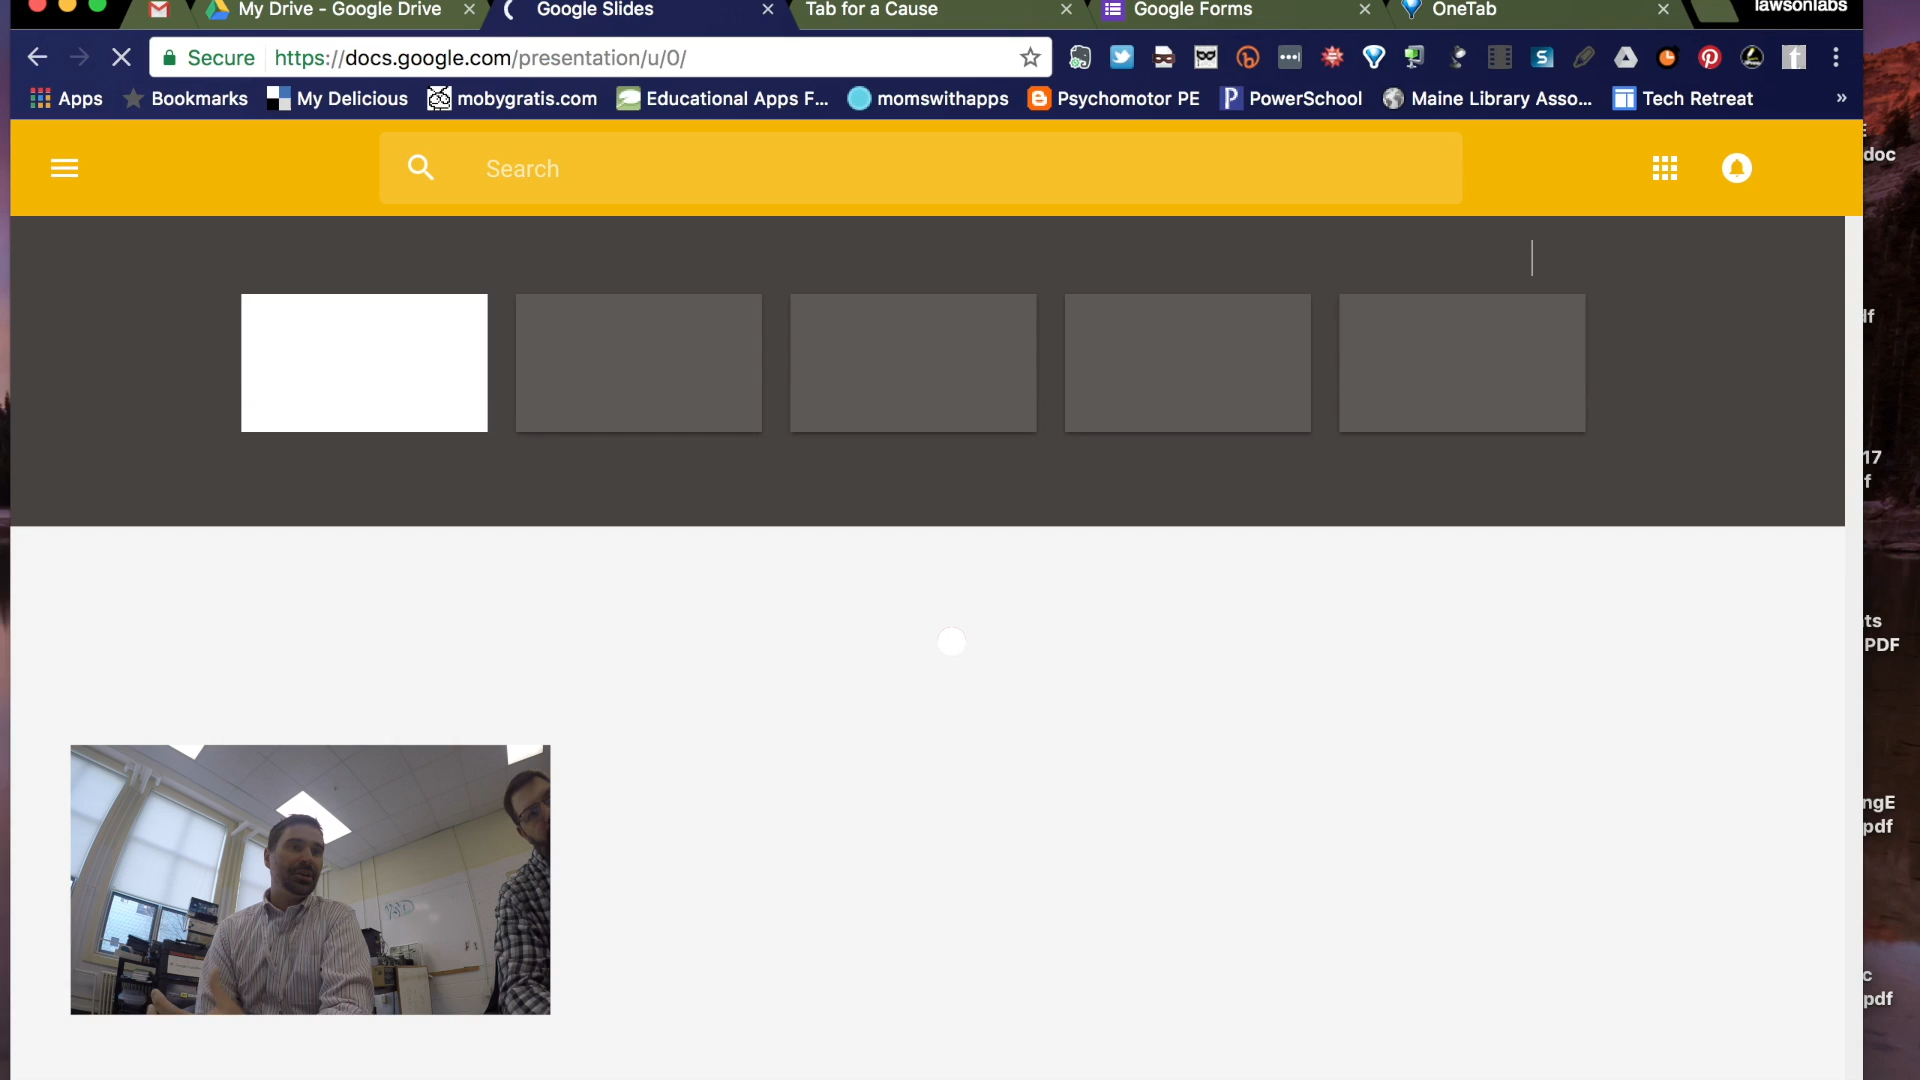 My Drive - Google Drive
Google Slides
Tab for a Cause
Google Forms
OneTab
lawsonlabs
Secure
https://docs.google.com/presentation/u/0/
Apps
Bookmarks
My Delicious
mobygratis.com
Educational Apps F...
momswithapps
Psychomotor PE
PowerSchool
Maine Library Asso...
Tech Retreat
»
Search
doc
17
ts
PDF
ngE
pdf
c
pdf